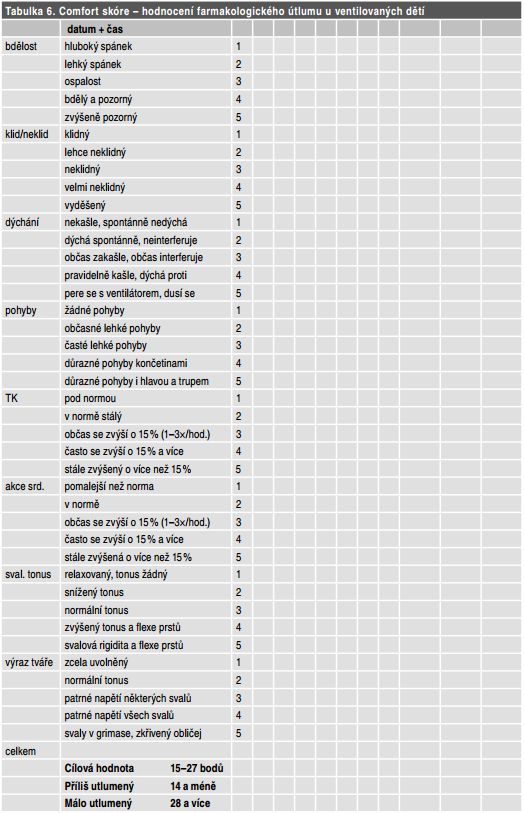 Tabulka 6. Comfort skóre – hodnocení farmakologického útlumu u ventilovaných dětí
datum + čas
bdělost hluboký spánek 1
lehký spánek 2
ospalost 3
bdělý a pozorný 4
zvýšeně pozorný 5
klid/neklid klidný 1
lehce neklidný 2
neklidný 3
velmi neklidný 4
vyděšený 5
dýchání nekašle, spontánně nedýchá 1
dýchá spontánně, neinterferuje 2
občas zakašle, občas interferuje 3
pravidelně kašle, dýchá proti 4
pere se s ventilátorem, dusí se 5
pohyby žádné pohyby 1
občasné lehké pohyby 2
časté lehké pohyby 3
důrazné pohyby končetinami 4
důrazné pohyby i hlavou a trupem 5
TK pod normou 1
v normě stálý 2
občas se zvýší o 15 % (1–3×/hod.) 3
často se zvýší o 15 % a více 4
stále zvýšený o více než 15 % 5
akce srd. pomalejší než norma 1
v normě 2
občas se zvýší o 15 % (1–3×/hod.) 3
často se zvýší o 15 % a více 4
stále zvýšená o více než 15 % 5
sval. tonus relaxovaný, tonus žádný 1
snížený tonus 2
normální tonus 3
zvýšený tonus a flexe prstů 4
svalová rigidita a flexe prstů 5
výraz tváře zcela uvolněný 1
normální tonus 2
patrné napětí některých svalů 3
patrné napětí všech svalů 4
svaly v grimase, zkřivený obličej 5
celkem
Cílová hodnota 15–27 bodů
Příliš utlumený 14 a méně
Málo utlumený 28 a více